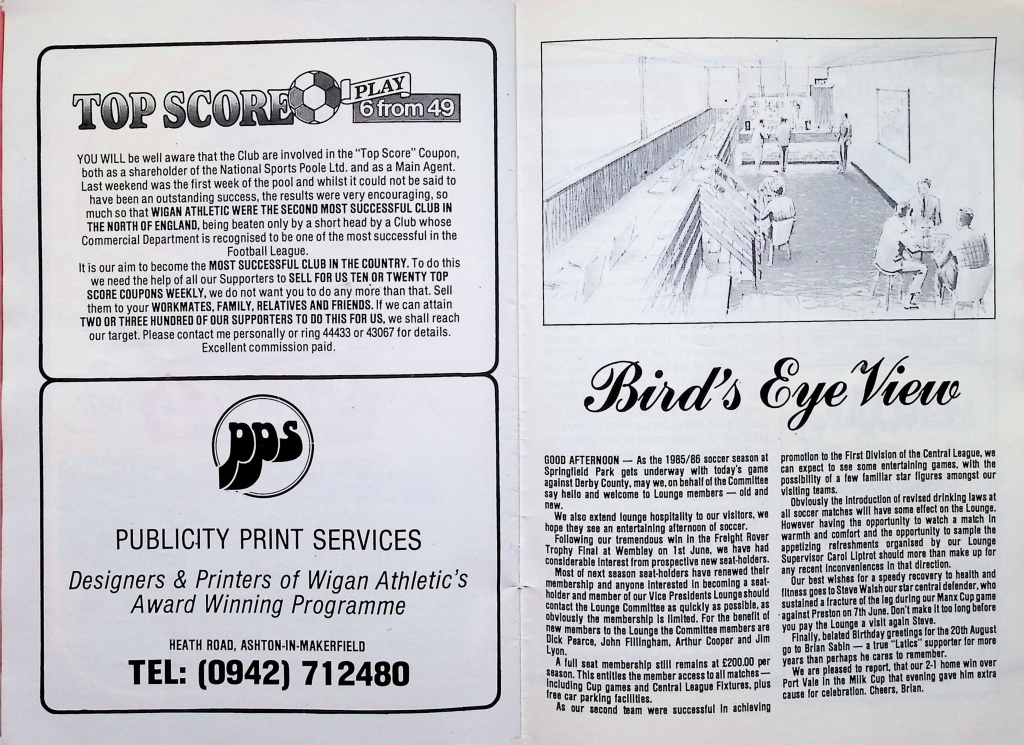 TOP SCORE PLAY
6 from 49
YOU WILL be well aware that the Club are involved in the "Top Score" Coupon,
both as a shareholder of the National Sports Poole Ltd. and as a Main Agent.
Last weekend was the first week of the pool and whilst it could not be said to
have been an outstanding success, the results were very encouraging, so
much so that WIGAN ATHLETIC WERE THE SECOND MOST SUCCESSFUL CLUB IN
THE NORTH OF ENGLAND, being beaten only by a short head by a Club whose
Commercial Department is recognised to be one of the most successful in the
Football League.
It is our aim to become the MOST SUCCESSFUL CLUB IN THE COUNTRY. To do this
we need the help of all our Supporters to SELL FOR US TEN OR TWENTY TOP
SCORE COUPONS WEEKLY, we do not want you to do any more than that. Sell
them to your WORKMATES, FAMILY, RELATIVES AND FRIENDS. If we can attain
TWO OR THREE HUNDRED OF OUR SUPPORTERS TO DO THIS FOR US, we shall reach
our target. Please contact me personally or ring 44433 or 43067 for details.
Excellent commission paid.
pps
PUBLICITY PRINT SERVICES
Designers & Printers of Wigan Athletic's
Award Winning Programme
HEATH ROAD, ASHTON-IN-MAKERFIELD
TEL: (0942) 712480
Bird's Eye View
GOOD AFTERNOON — As the 1985/86 soccer season at
Springfield Park gets underway with today's game
against Derby County, may we, on behalf of the Committee
say hello and welcome to Lounge members — old and
new.
We also extend lounge hospitality to our visitors, we
hope they see an entertaining afternoon of soccer.
Following our tremendous win in the Freight Rover
Trophy Final at Wembley on 1st June, we have had
considerable interest from prospective new seat-holders.
Most of next season seat-holders have renewed their
membership and anyone interested in becoming a seat-
holder and member of our Vice Presidents Lounge should
contact the Lounge Committee as quickly as possible, as
obviously the membership is limited. For the benefit of
new members to the Lounge the Committee members are
Dick Pearce, John Fillingham, Arthur Cooper and Jim
Lyon.
A full seat membership still remains at £200.00 per
season. This entitles the member access to all matches —
including Cup games and Central League Fixtures, plus
free car parking facilities.
As our second team were successful in achieving
promotion to the First Division of the Central League, we
can expect to see some entertaining games, with the
possibility of a few familiar star figures amongst our
visiting teams.
Obviously the introduction of revised drinking laws at
all soccer matches will have some effect on the Lounge.
However having the opportunity to watch a match in
warmth and comfort and the opportunity to sample the
appetizing refreshments organised by our Lounge
Supervisor Carol Liptrot should more than make up for
any recent inconveniences in that direction.
Our best wishes for a speedy recovery to health and
fitness goes to Steve Walsh our star central defender, who
sustained a fracture of the leg during our Manx Cup game
against Preston on 7th June. Don't make it too long before
you pay the Lounge a visit again Steve.
Finally, belated Birthday greetings for the 20th August
go to Brian Sabin — a true "Latics" supporter for more
years than perhaps he cares to remember.
We are pleased to report, that our 2-1 home win over
Port Vale in the Milk Cup that evening gave him extra
cause for celebration. Cheers, Brian.